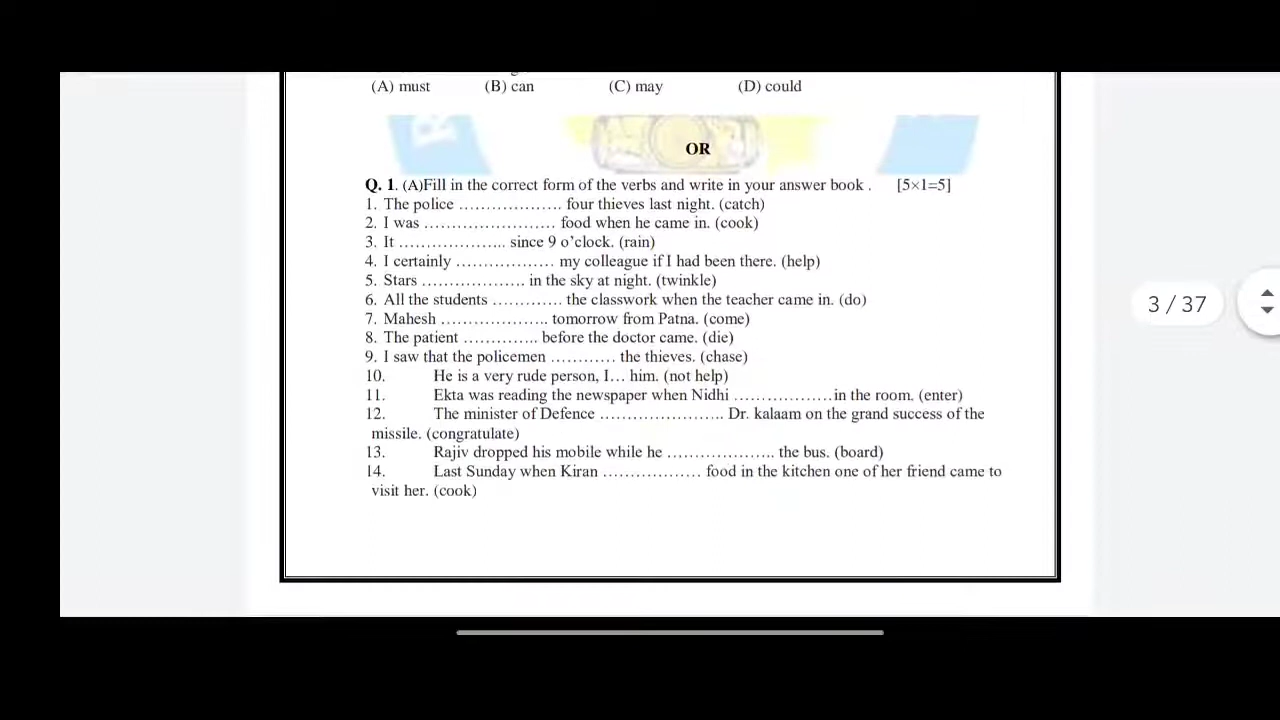 (A) must (B) can (C) may (D) could
OR
Q. 1. (A)Fill in the correct form of the verbs and write in your answer book . [5×1=5]
1. The police ……………….. four thieves last night. (catch)
2. I was …………………… food when he came in. (cook)
3. It ………………... since 9 o’clock. (rain)
4. I certainly ……………… my colleague if I had been there. (help)
5. Stars ……………….. in the sky at night. (twinkle)
6. All the students …………. the classwork when the teacher came in. (do)
7. Mahesh ……………….. tomorrow from Patna. (come)
8. The patient ………….. before the doctor came. (die)
9. I saw that the policemen ………… the thieves. (chase)
10. He is a very rude person, I… him. (not help)
11. Ekta was reading the newspaper when Nidhi ………………in the room. (enter)
12. The minister of Defence ………………….. Dr. kalaam on the grand success of the
missile. (congratulate)
13. Rajiv dropped his mobile while he ……………….. the bus. (board)
14. Last Sunday when Kiran ……………… food in the kitchen one of her friend came to
visit her. (cook)
3 / 37